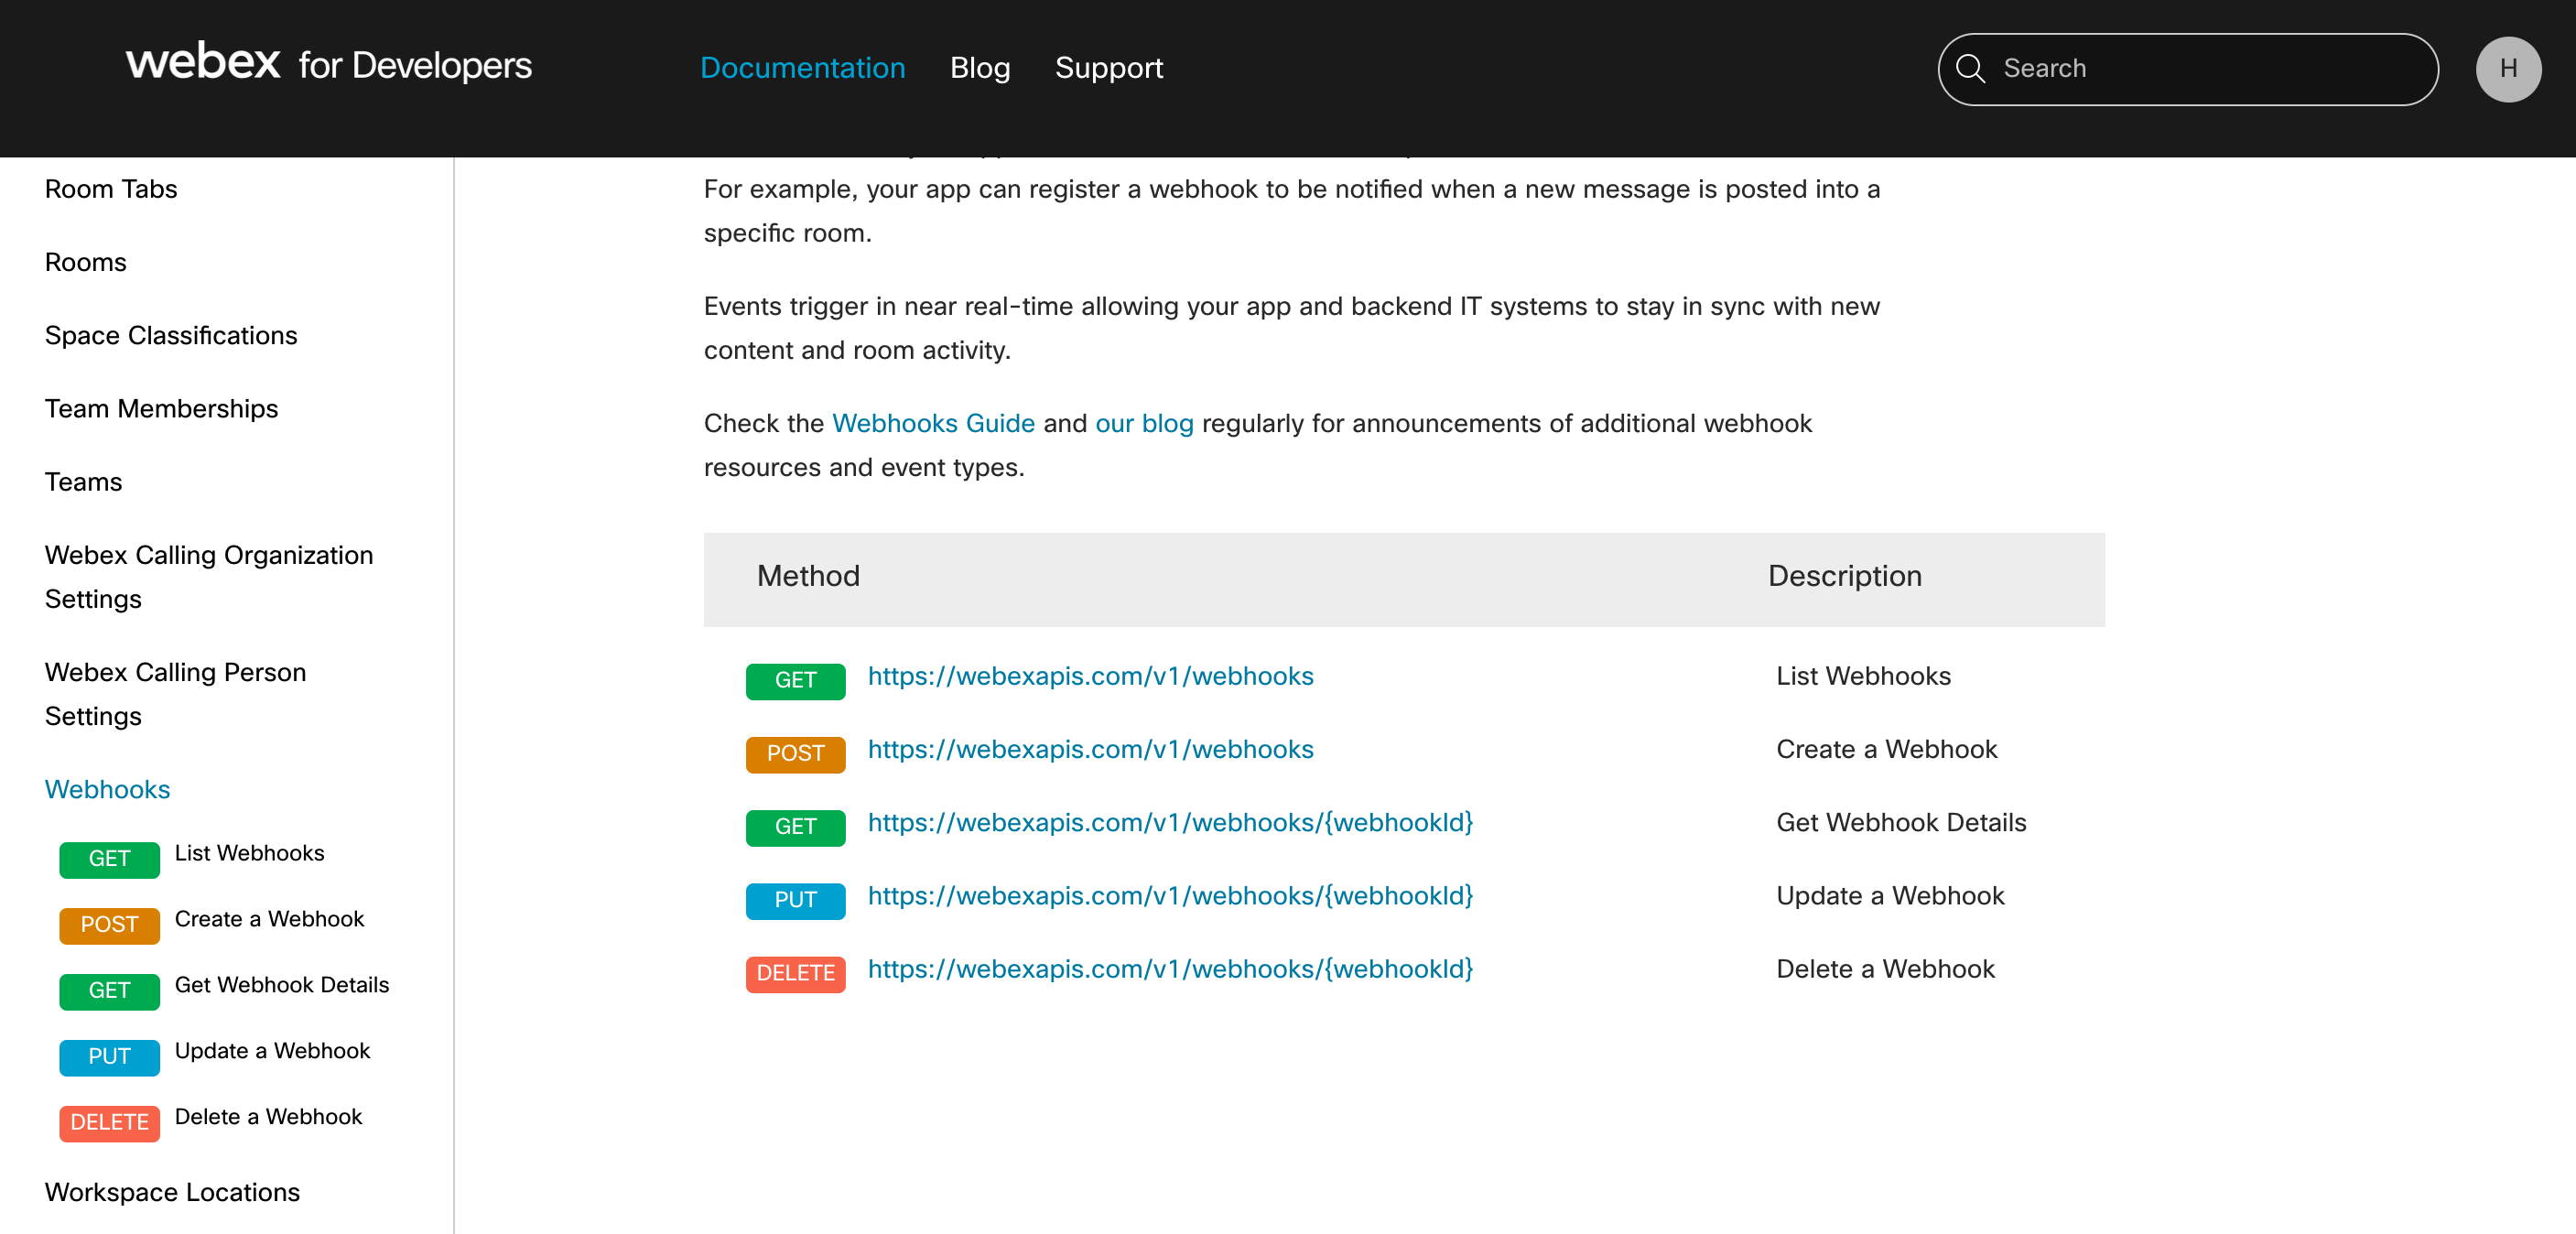 webex for Developers
Documentation
Blog
Support
Search
H
Room Tabs
Rooms
Space Classifications
Team Memberships
Teams
Webex Calling Organization
Settings
Webex Calling Person
Settings
Webhooks
GET List Webhooks
POST Create a Webhook
GET Get Webhook Details
PUT Update a Webhook
DELETE Delete a Webhook
Workspace Locations
For example, your app can register a webhook to be notified when a new message is posted into a
specific room.
Events trigger in near real-time allowing your app and backend IT systems to stay in sync with new
content and room activity.
Check the Webhooks Guide and our blog regularly for announcements of additional webhook
resources and event types.
Method Description
GET https://webexapis.com/v1/webhooks List Webhooks
POST https://webexapis.com/v1/webhooks Create a Webhook
GET https://webexapis.com/v1/webhooks/{webhookId} Get Webhook Details
PUT https://webexapis.com/v1/webhooks/{webhookId} Update a Webhook
DELETE https://webexapis.com/v1/webhooks/{webhookId} Delete a Webhook